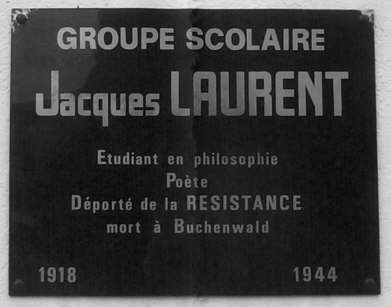 GROUPE SCOLAIRE
Jacques LAURENT
Etudiant en philosophie
Poète
Déporté de la RESISTANCE
mort à Buchenwald
1918 1944